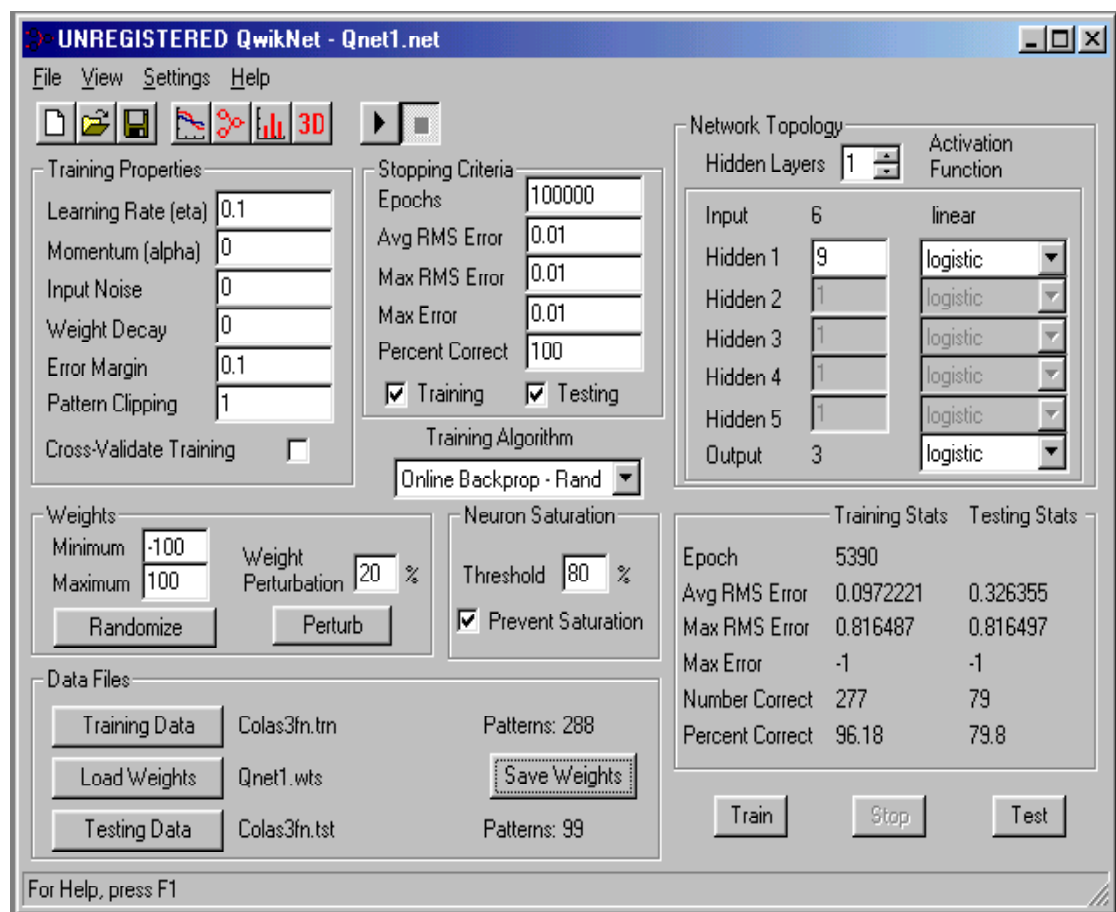 UNREGISTERED QwikNet - Qnet1.net
File View Settings Help
3D
Training Properties
Learning Rate (eta) 0.1
Momentum (alpha) 0
Input Noise 0
Weight Decay 0
Error Margin 0.1
Pattern Clipping 1
Cross-Validate Training
Stopping Criteria
Epochs 100000
Avg RMS Error 0.01
Max RMS Error 0.01
Max Error 0.01
Percent Correct 100
Training Testing
Training Algorithm
Online Backprop - Rand
Network Topology
Hidden Layers 1
Activation
Function
Input 6 linear
Hidden 1 9 logistic
Hidden 2 1 logistic
Hidden 3 1 logistic
Hidden 4 1 logistic
Hidden 5 1 logistic
Output 3 logistic
Weights
Minimum -100
Maximum 100
Weight
Perturbation 20 %
Randomize Perturb
Neuron Saturation
Threshold 80 %
Prevent Saturation
Training Stats Testing Stats
Epoch 5390
Avg RMS Error 0.0972221 0.326355
Max RMS Error 0.816487 0.816497
Max Error -1 -1
Number Correct 277 79
Percent Correct 96.18 79.8
Data Files
Training Data Colas3fn.trn Patterns: 288
Load Weights Qnet1.wts Save Weights
Testing Data Colas3fn.tst Patterns: 99
Train Stop Test
For Help, press F1